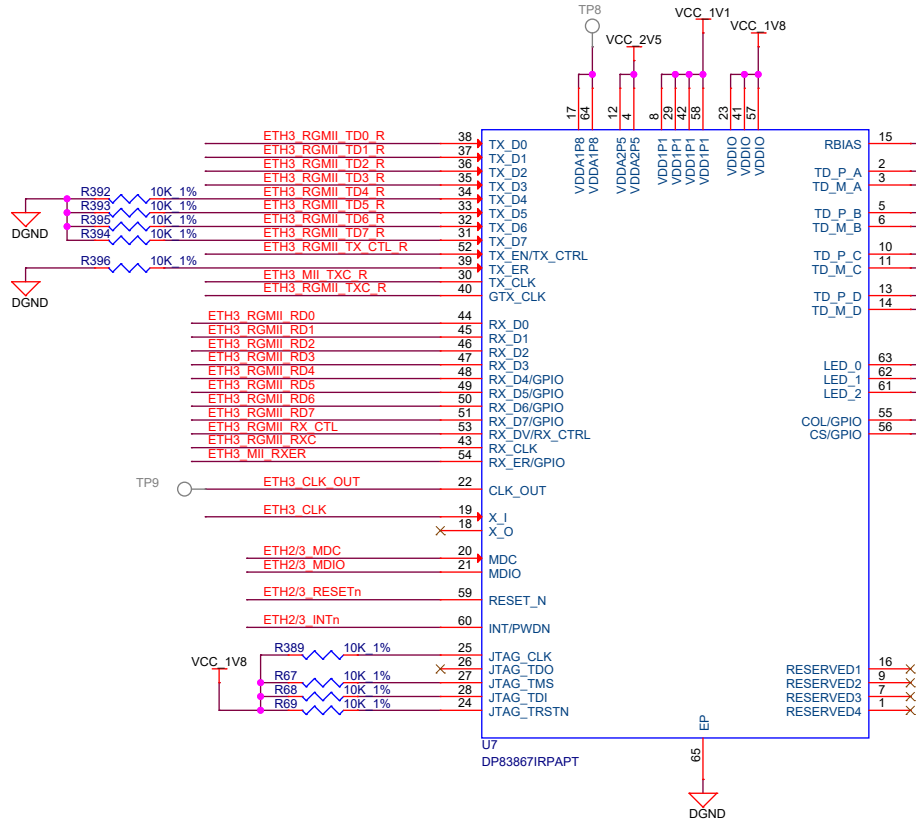 TP8
VCC_2V5
VCC_1V1
VCC_1V8
17
64
12
4
8
29
42
58
23
41
57
VDDA1P8
VDDA1P8
VDDA2P5
VDDA2P5
VDD1P1
VDD1P1
VDD1P1
VDD1P1
VDDIO
VDDIO
VDDIO
ETH3_RGMII_TD0_R 38 TX_D0
ETH3_RGMII_TD1_R 37 TX_D1
ETH3_RGMII_TD2_R 36 TX_D2
ETH3_RGMII_TD3_R 35 TX_D3
R392 10K_1% ETH3_RGMII_TD4_R 34 TX_D4
R393 10K_1% ETH3_RGMII_TD5_R 33 TX_D5
R395 10K_1% ETH3_RGMII_TD6_R 32 TX_D6
R394 10K_1% ETH3_RGMII_TD7_R 31 TX_D7
DGND
ETH3_RGMII_TX_CTL_R 52 TX_EN/TX_CTRL
R396 10K_1% 39 TX_ER
DGND
ETH3_MII_TXC_R 30 TX_CLK
ETH3_RGMII_TXC_R 40 GTX_CLK
ETH3_RGMII_RD0 44 RX_D0
ETH3_RGMII_RD1 45 RX_D1
ETH3_RGMII_RD2 46 RX_D2
ETH3_RGMII_RD3 47 RX_D3
ETH3_RGMII_RD4 48 RX_D4/GPIO
ETH3_RGMII_RD5 49 RX_D5/GPIO
ETH3_RGMII_RD6 50 RX_D6/GPIO
ETH3_RGMII_RD7 51 RX_D7/GPIO
ETH3_RGMII_RX_CTL 53 RX_DV/RX_CTRL
ETH3_RGMII_RXC 43 RX_CLK
ETH3_MII_RXER 54 RX_ER/GPIO
TP9 ETH3_CLK_OUT 22 CLK_OUT
ETH3_CLK 19 X_I
18 X_O
ETH2/3_MDC 20 MDC
ETH2/3_MDIO 21 MDIO
ETH2/3_RESETn 59 RESET_N
ETH2/3_INTn 60 INT/PWDN
VCC_1V8
R389 10K_1% 25 JTAG_CLK
26 JTAG_TDO
R67 10K_1% 27 JTAG_TMS
R68 10K_1% 28 JTAG_TDI
R69 10K_1% 24 JTAG_TRSTN
RBIAS 15
TD_P_A 2
TD_M_A 3
TD_P_B 5
TD_M_B 6
TD_P_C 10
TD_M_C 11
TD_P_D 13
TD_M_D 14
LED_0 63
LED_1 62
LED_2 61
COL/GPIO 55
CS/GPIO 56
RESERVED1 16
RESERVED2 9
RESERVED3 7
RESERVED4 1
EP
65
U7
DP83867IRPAPT
DGND